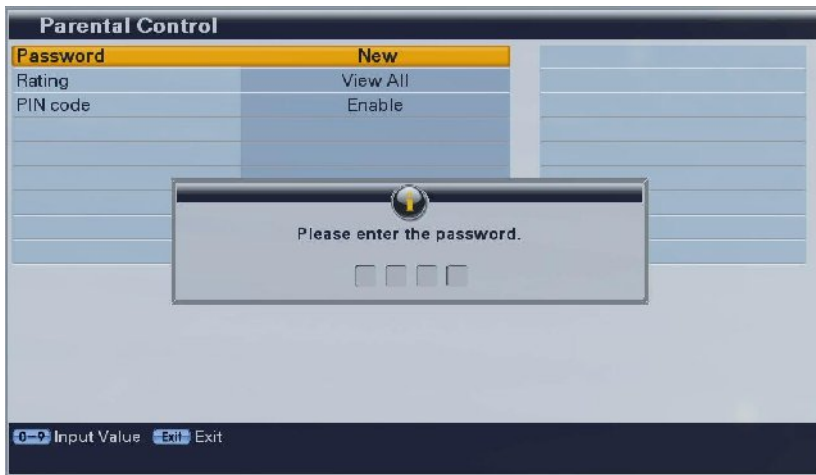 Parental Control
Password New
Rating View All
PIN code Enable
Please enter the password.
0-9 Input Value Exit Exit